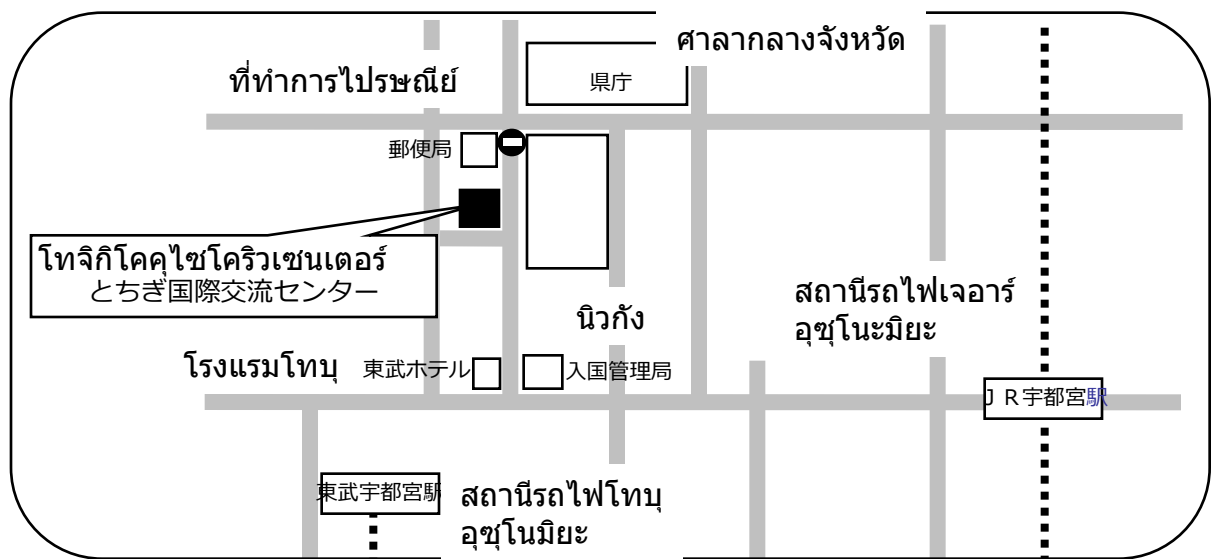 ศาลากลางจังหวัด
ที่ทำการไปรษณีย์
県庁
郵便局
โทจิกิโคคุไซโคริวเซนเตอร์
とちぎ国際交流センター
สถานีรถไฟเจอาร์
อุซุโนะมิยะ
นิวกัง
โรงแรมโทบุ
東武ホテル
入国管理局
ＪＲ宇都宮駅
東武宇都宮駅
สถานีรถไฟโทบุ
อุซุโนมิยะ